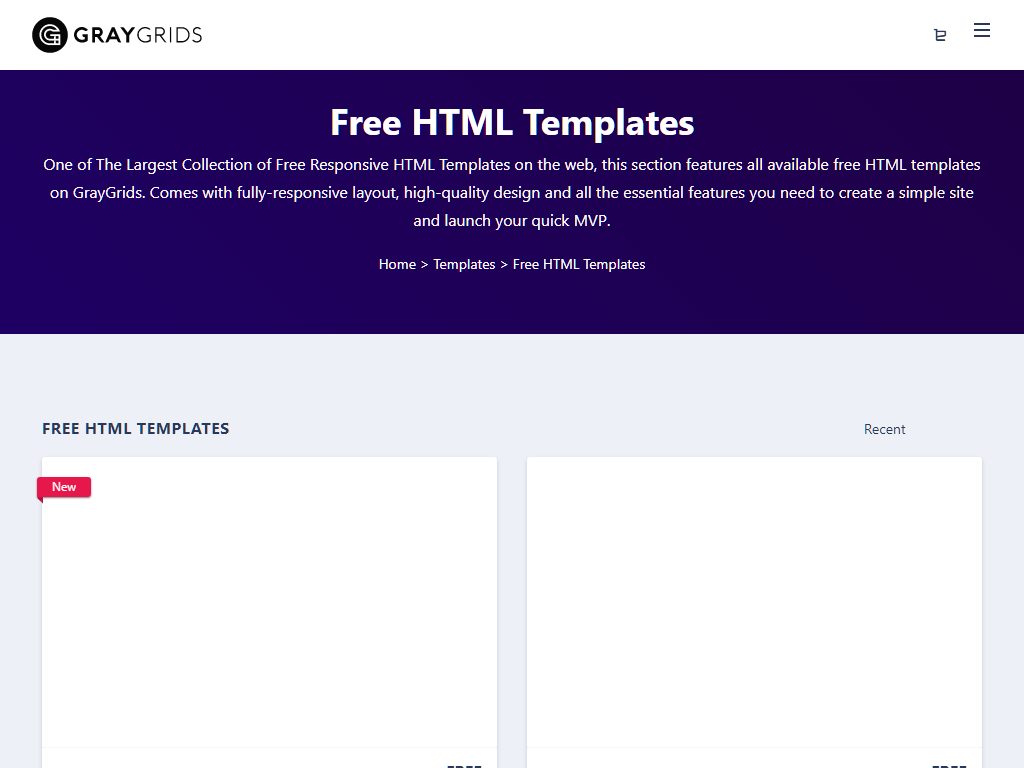 GRAYGRIDS
Free HTML Templates
One of The Largest Collection of Free Responsive HTML Templates on the web, this section features all available free HTML templates
on GrayGrids. Comes with fully-responsive layout, high-quality design and all the essential features you need to create a simple site
and launch your quick MVP.
Home > Templates > Free HTML Templates
FREE HTML TEMPLATES
Recent
New
FREE
FREE